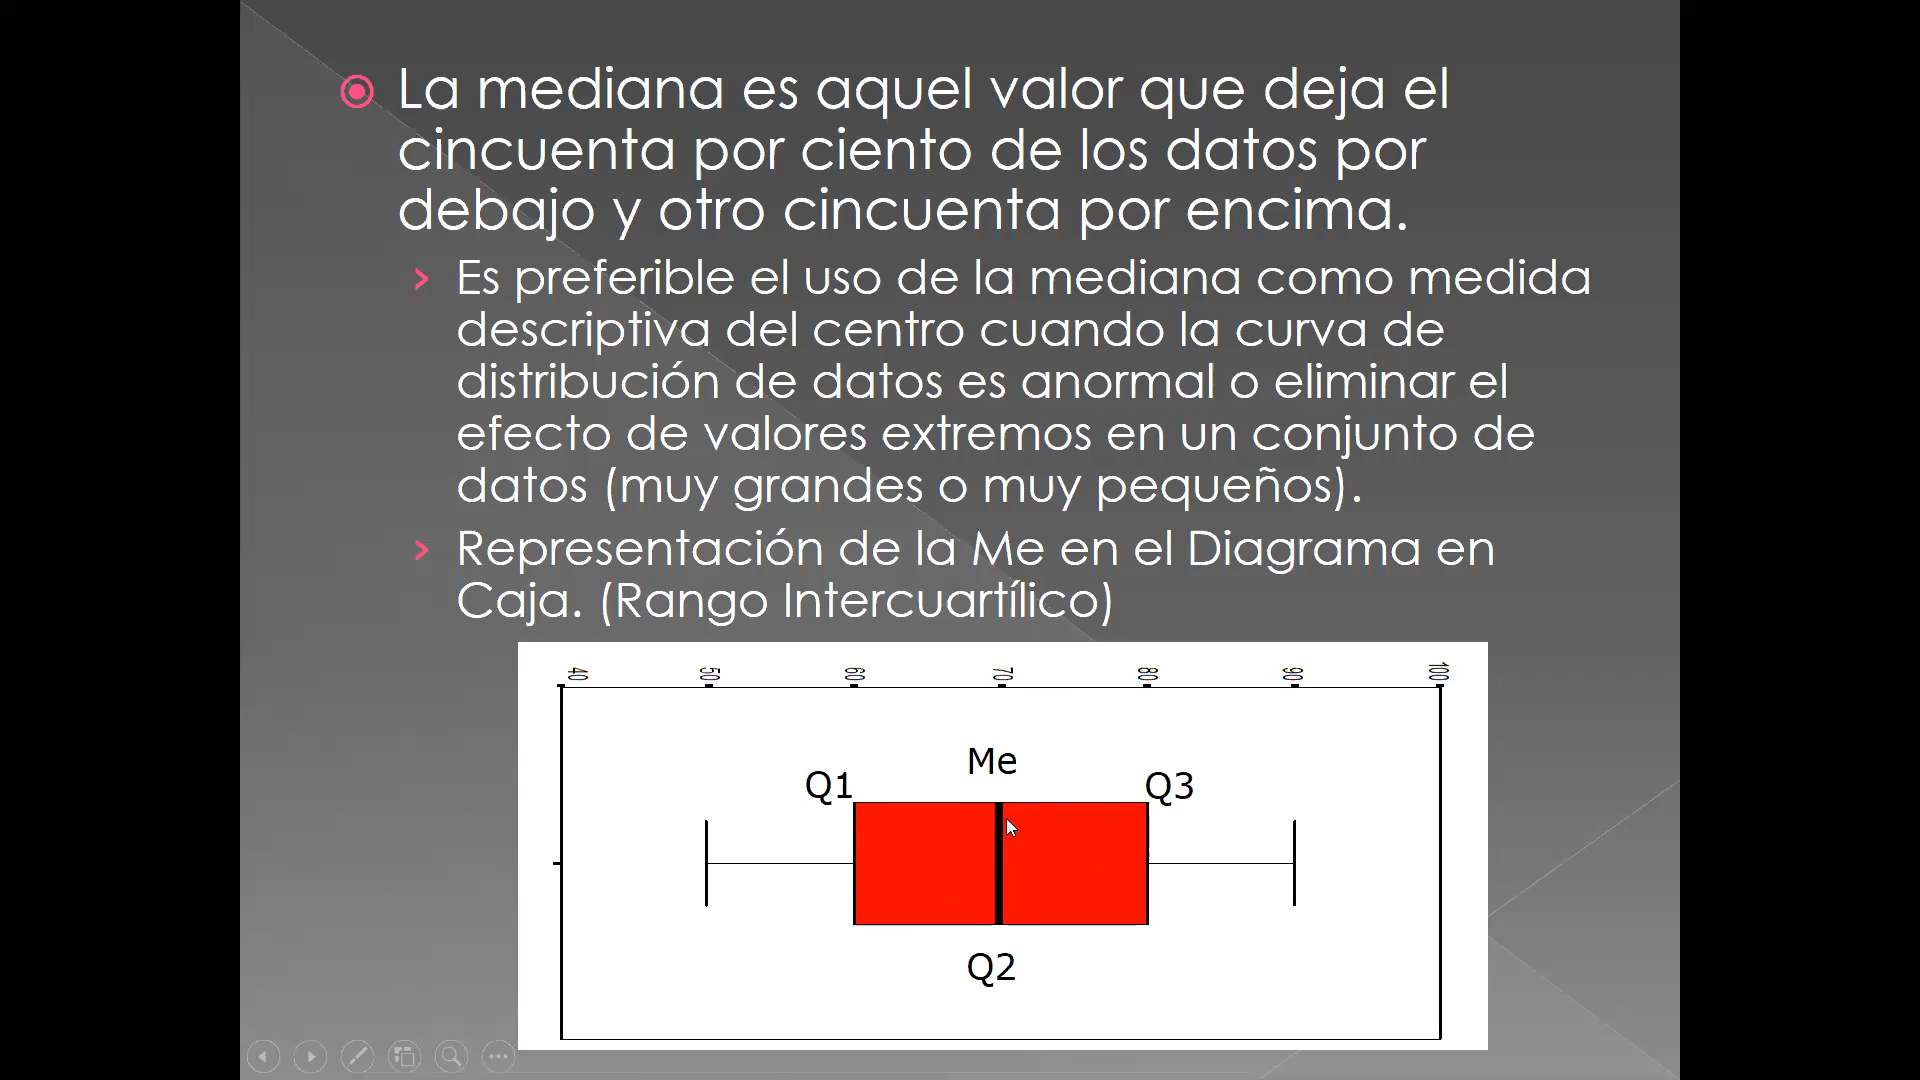 La mediana es aquel valor que deja el
cincuenta por ciento de los datos por
debajo y otro cincuenta por encima.
Es preferible el uso de la mediana como medida
descriptiva del centro cuando la curva de
distribución de datos es anormal o eliminar el
efecto de valores extremos en un conjunto de
datos (muy grandes o muy pequeños).
Representación de la Me en el Diagrama en
Caja. (Rango Intercuartílico)
40 50 60 70 80 90 100
Me
Q1 Q3
Q2